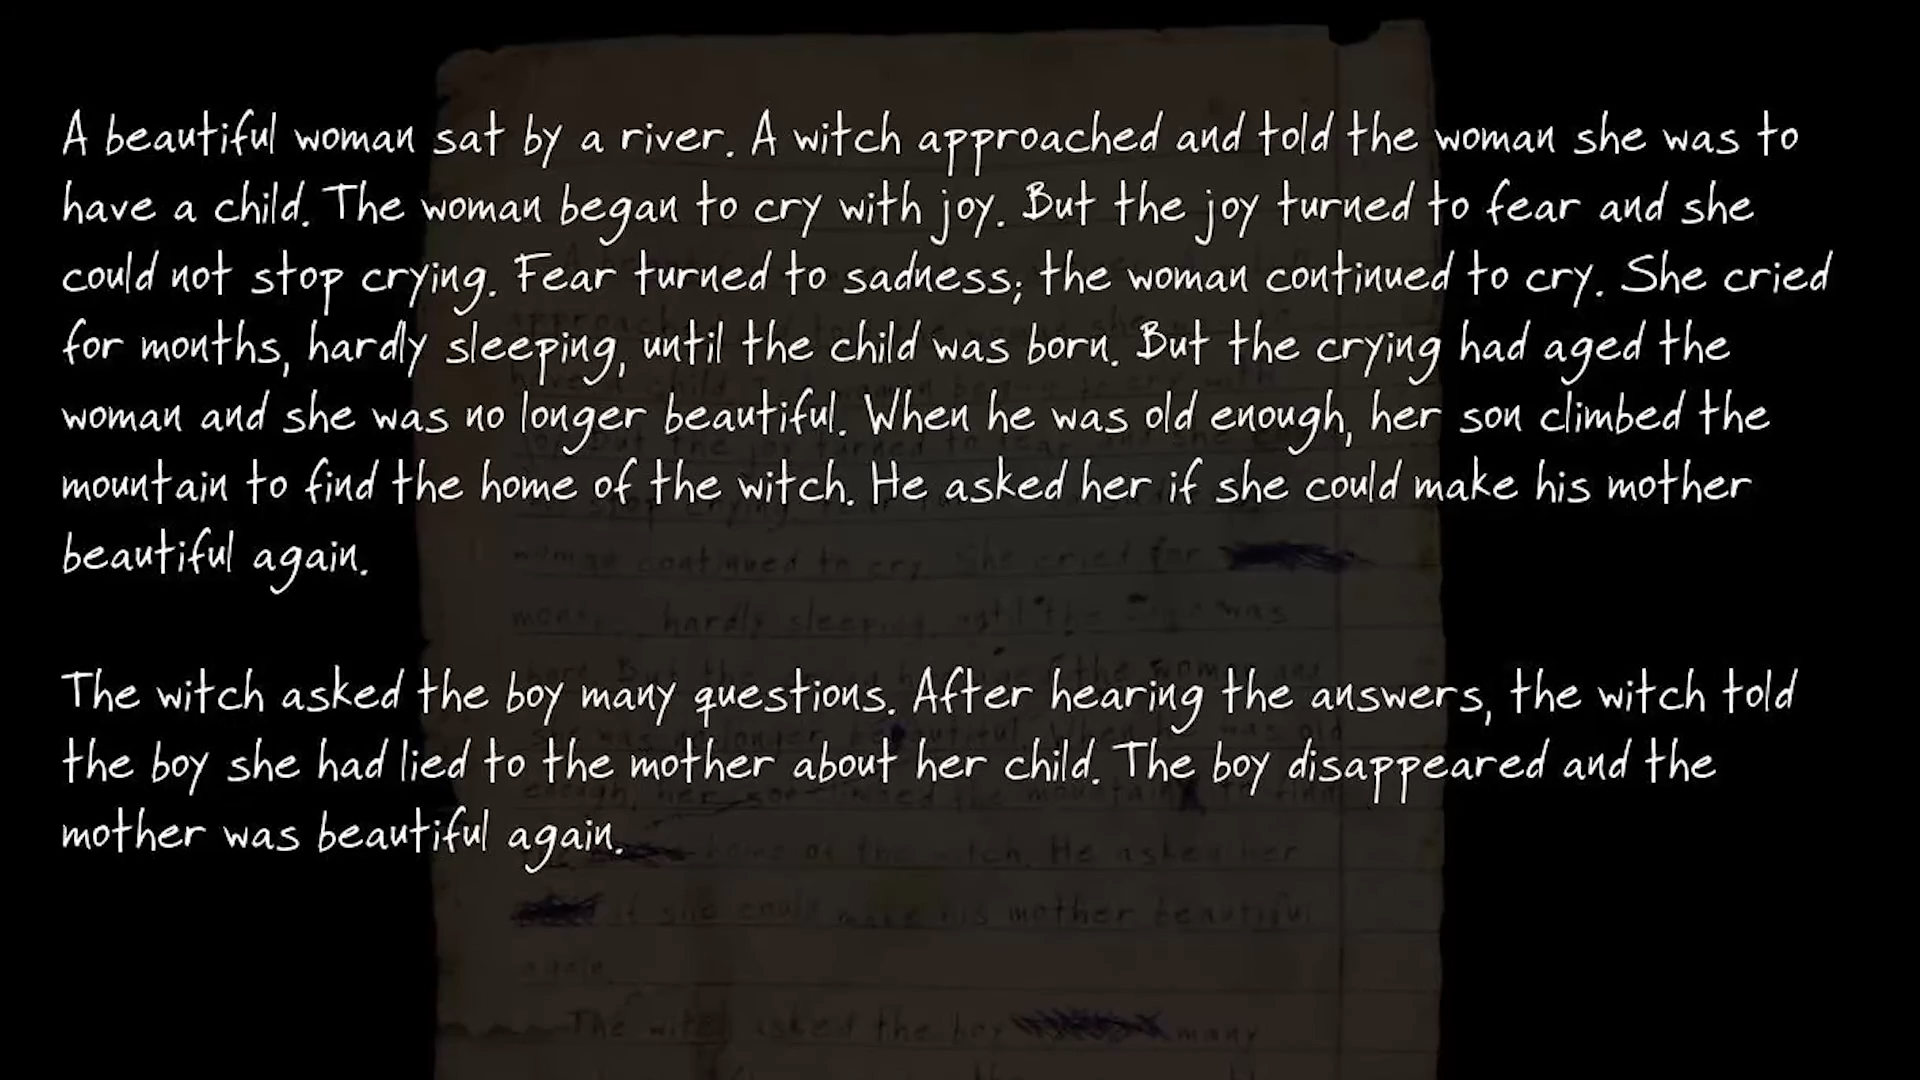 A beautiful woman sat by a river. A witch approached and told the woman she was to
have a child. The woman began to cry with joy. But the joy turned to fear and she
could not stop crying. Fear turned to sadness; the woman continued to cry. She cried
for months, hardly sleeping, until the child was born. But the crying had aged the
woman and she was no longer beautiful. When he was old enough, her son climbed the
mountain to find the home of the witch. He asked her if she could make his mother
beautiful again.
The witch asked the boy many questions. After hearing the answers, the witch told
the boy she had lied to the mother about her child. The boy disappeared and the
mother was beautiful again.